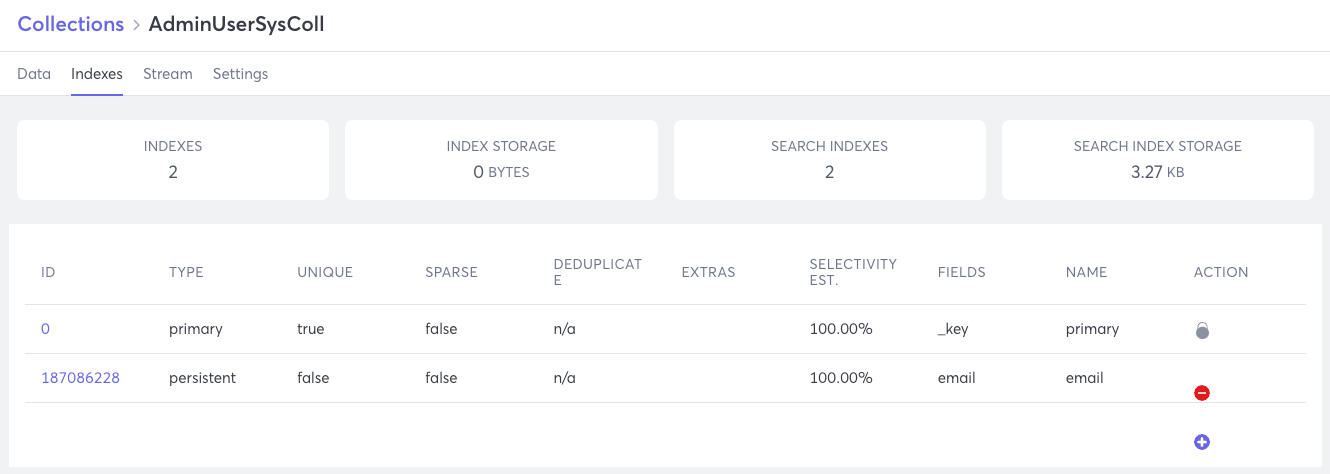 Collections > AdminUserSysColl
Data Indexes Stream Settings
INDEXES
2
INDEX STORAGE
0 BYTES
SEARCH INDEXES
2
SEARCH INDEX STORAGE
3.27 KB
ID TYPE UNIQUE SPARSE DEDUPLICAT
E EXTRAS SELECTIVITY
EST. FIELDS NAME ACTION
0 primary true false n/a 100.00% _key primary
187086228 persistent false false n/a 100.00% email email